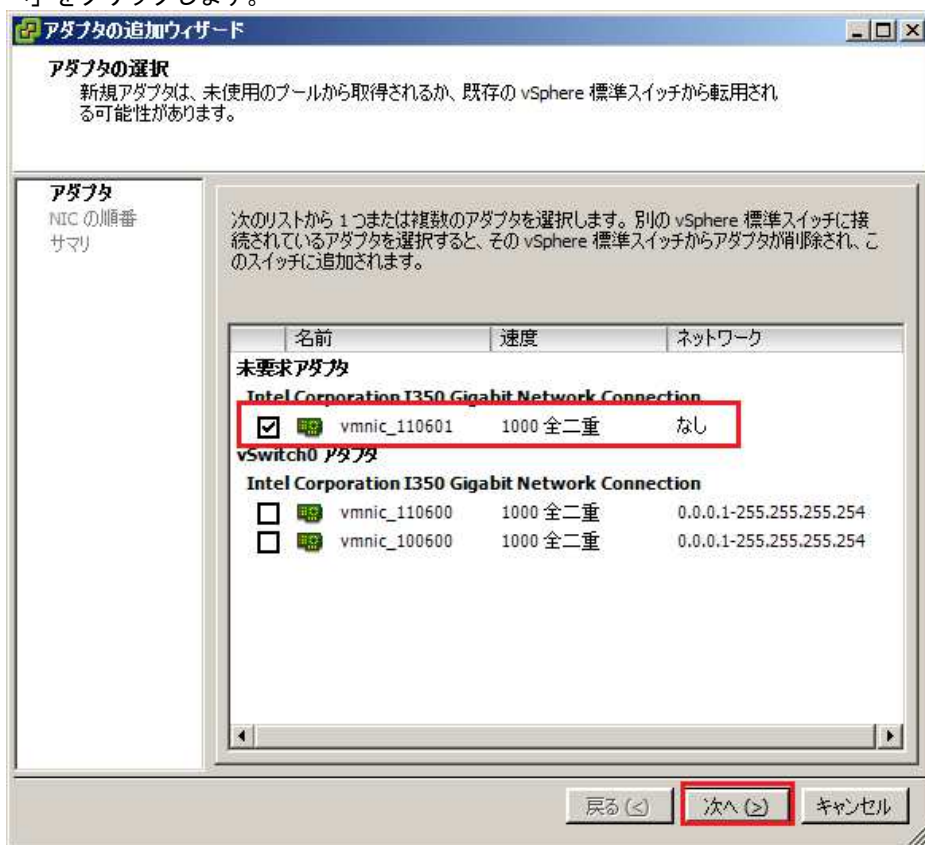 」をクリックします。
アダプタの追加ウィザード
アダプタの選択
新規アダプタは、未使用のプールから取得されるか、既存の vSphere 標準スイッチから転用され
る可能性があります。
アダプタ
NIC の順番
サマリ
次のリストから 1 つまたは複数のアダプタを選択します。別の vSphere 標準スイッチに接
続されているアダプタを選択すると、その vSphere 標準スイッチからアダプタが削除され、こ
のスイッチに追加されます。
名前 速度 ネットワーク
未要求アダプタ
Intel Corporation I350 Gigabit Network Connection
vmnic_110601 1000 全二重 なし
vSwitch0 アダプタ
Intel Corporation I350 Gigabit Network Connection
vmnic_110600 1000 全二重 0.0.0.1-255.255.255.254
vmnic_100600 1000 全二重 0.0.0.1-255.255.255.254
戻る (<) 次へ (>) キャンセル